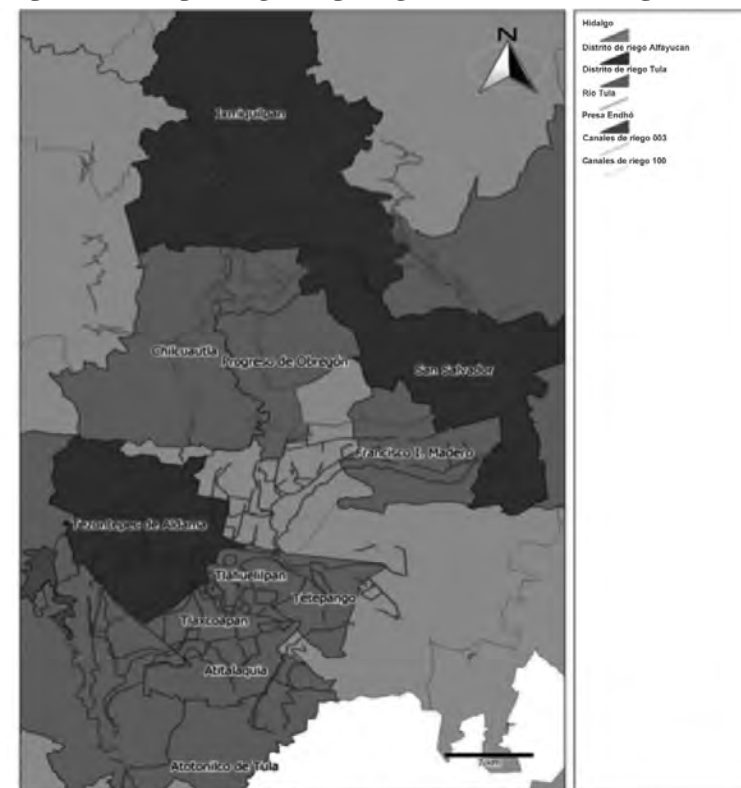 N
Ixmiquilpan
Chilcuautla
Progreso de Obregón
San Salvador
Francisco I. Madero
Tezontepec de Aldama
Tlahuelilpan
Tetepango
Tlaxcoapan
Atitalaquia
Atotonilco de Tula
Hidalgo
Distrito de riego Alfayucan
Distrito de riego Tula
Río Tula
Presa Endhó
Canales de riego 003
Canales de riego 100